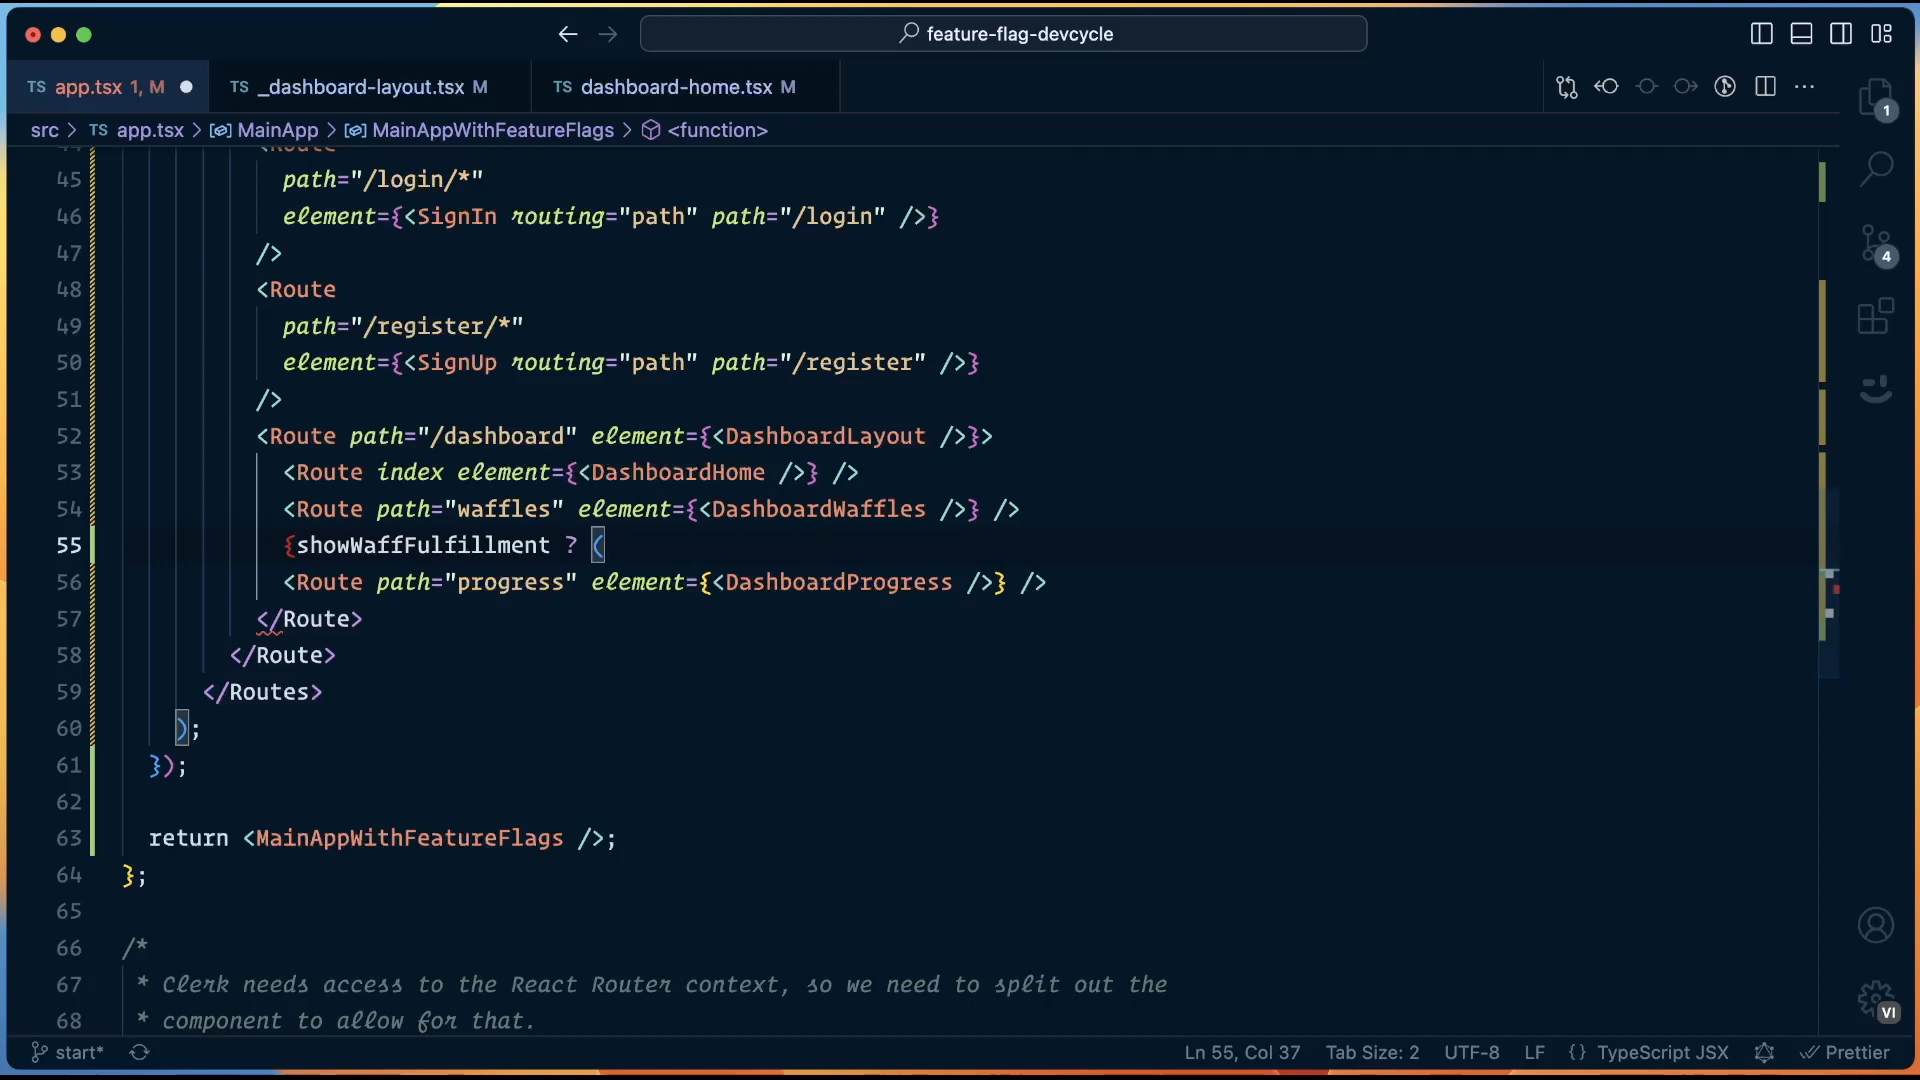 feature-flag-devcycle
TS app.tsx 1, M
TS _dashboard-layout.tsx M
TS dashboard-home.tsx M
src > TS app.tsx > MainApp > MainAppWithFeatureFlags > <function>
1
4
44 <Route
45 path="/login/*"
46 element={<SignIn routing="path" path="/login" />}
47 />
48 <Route
49 path="/register/*"
50 element={<SignUp routing="path" path="/register" />}
51 />
52 <Route path="/dashboard" element={<DashboardLayout />}>
53 <Route index element={<DashboardHome />} />
54 <Route path="waffles" element={<DashboardWaffles />} />
55 {showWaffFulfillment ? (
56 <Route path="progress" element={<DashboardProgress />} />
57 </Route>
58 </Route>
59 </Routes>
60 );
61 });
62
63 return <MainAppWithFeatureFlags />;
64 };
65
66 /*
67 * Clerk needs access to the React Router context, so we need to split out the
68 * component to allow for that.
VI
start* Ln 55, Col 37 Tab Size: 2 UTF-8 LF {} TypeScript JSX Prettier